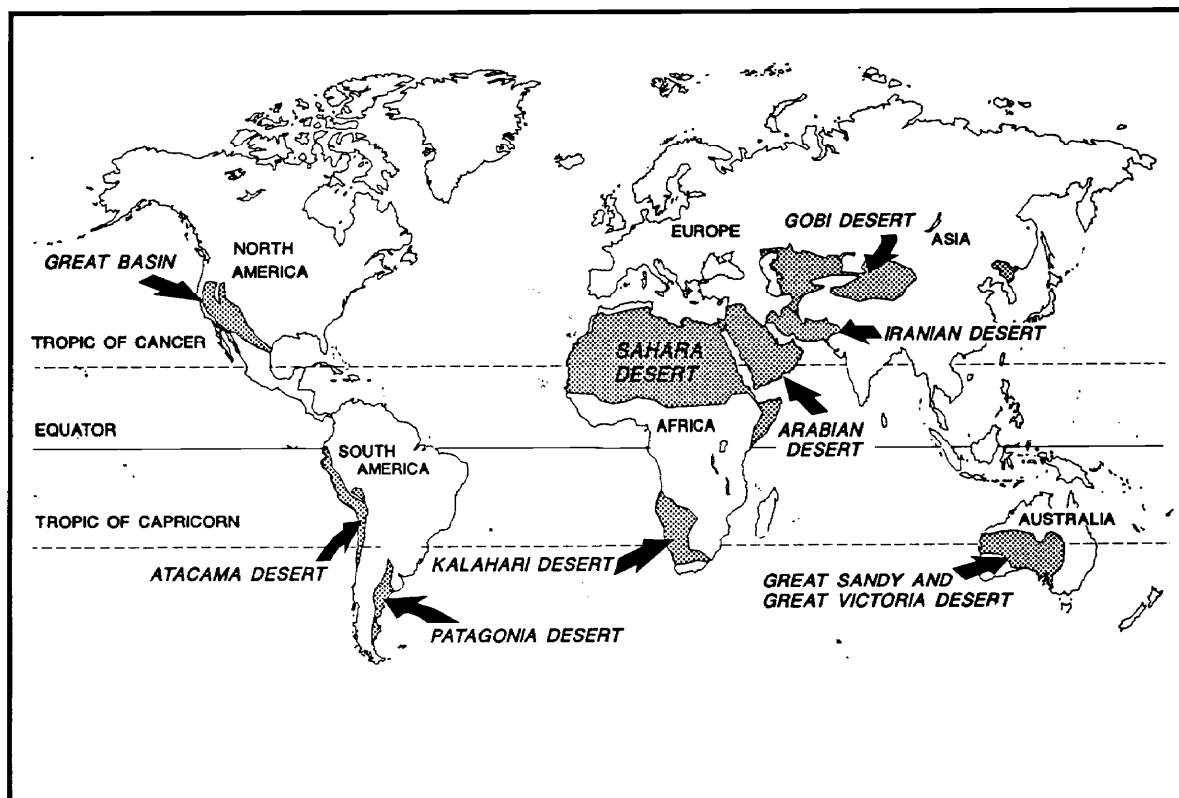 GOBI DESERT
EUROPE
ASIA
NORTH
AMERICA
GREAT BASIN
IRANIAN DESERT
TROPIC OF CANCER
SAHARA
DESERT
AFRICA
ARABIAN
DESERT
EQUATOR
SOUTH
AMERICA
TROPIC OF CAPRICORN
AUSTRALIA
ATACAMA DESERT
KALAHARI DESERT
GREAT SANDY AND
GREAT VICTORIA DESERT
PATAGONIA DESERT